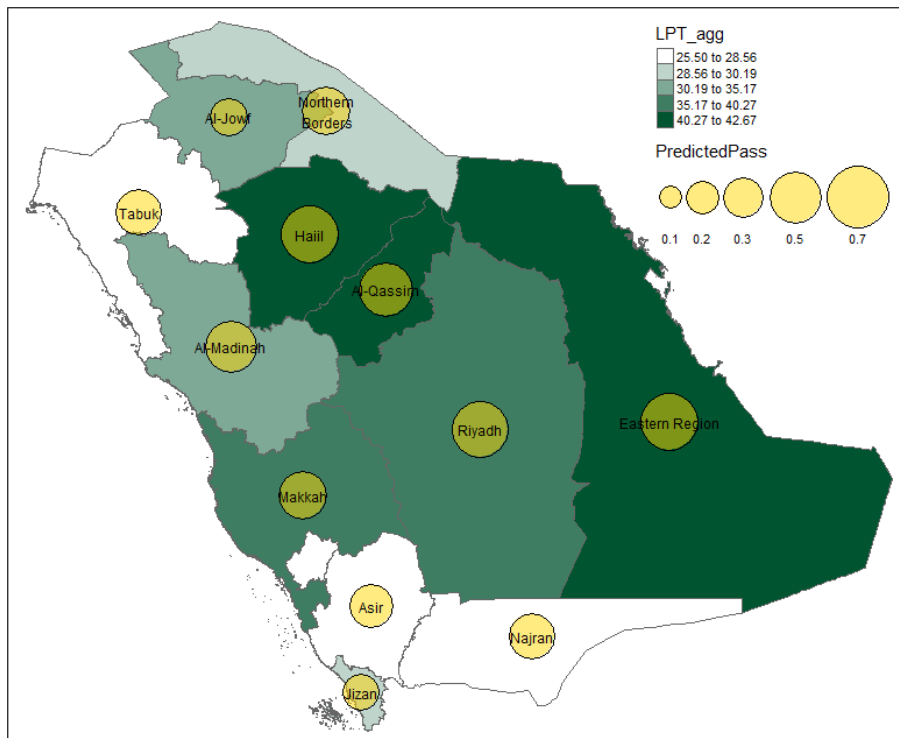 LPT_agg
25.50 to 28.56
28.56 to 30.19
30.19 to 35.17
35.17 to 40.27
40.27 to 42.67
PredictedPass
0.1 0.2 0.3 0.5 0.7
Northern
Borders
Al-Jowf
Tabuk
Haiil
Al-Qassim
Al-Madinah
Eastern Region
Riyadh
Makkah
Asir
Najran
Jizan